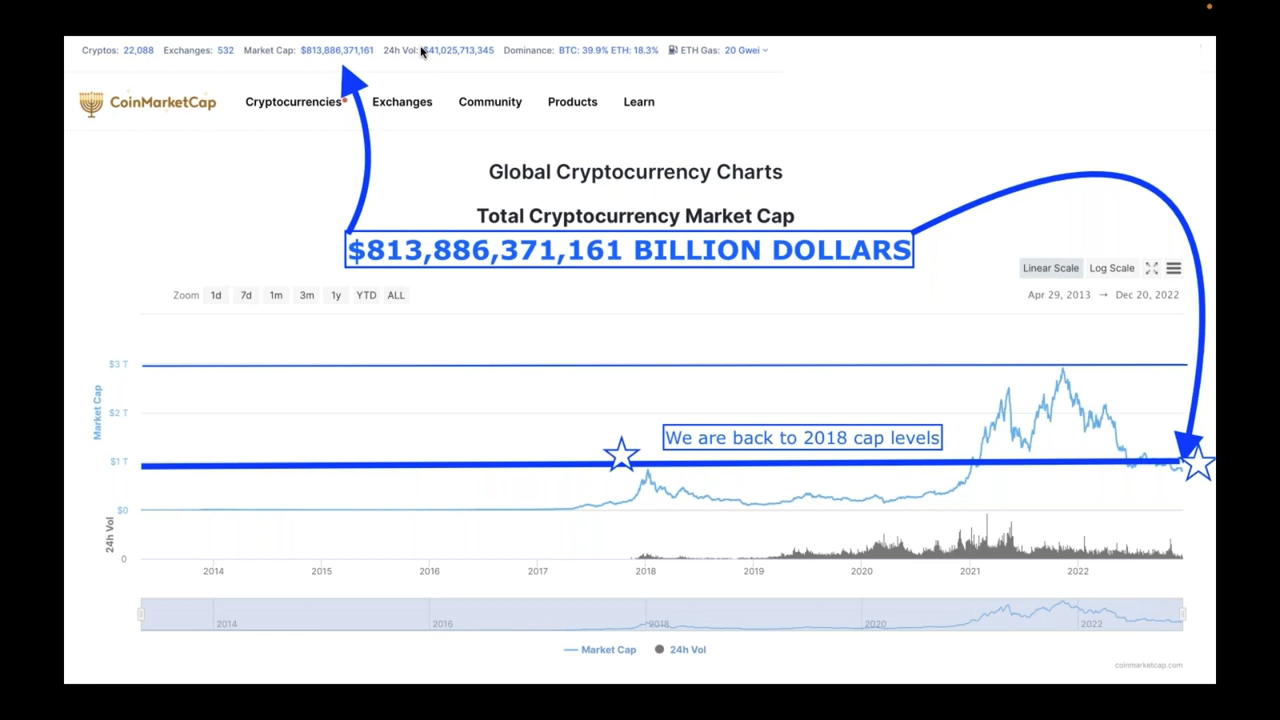 Cryptos: 22,088 Exchanges: 532 Market Cap: $813,886,371,161 24h Vol: $41,025,713,345 Dominance: BTC: 39.9% ETH: 18.3% ETH Gas: 20 Gwei
CoinMarketCap Cryptocurrencies Exchanges Community Products Learn
Global Cryptocurrency Charts
Total Cryptocurrency Market Cap
$813,886,371,161 BILLION DOLLARS
Linear Scale Log Scale
Zoom 1d 7d 1m 3m 1y YTD ALL Apr 29, 2013 → Dec 20, 2022
$3 T
Market Cap
$2 T
We are back to 2018 cap levels
$1 T
$0
24h Vol
0
2014 2015 2016 2017 2018 2019 2020 2021 2022
2014 2016 2018 2020 2022
Market Cap 24h Vol
coinmarketcap.com